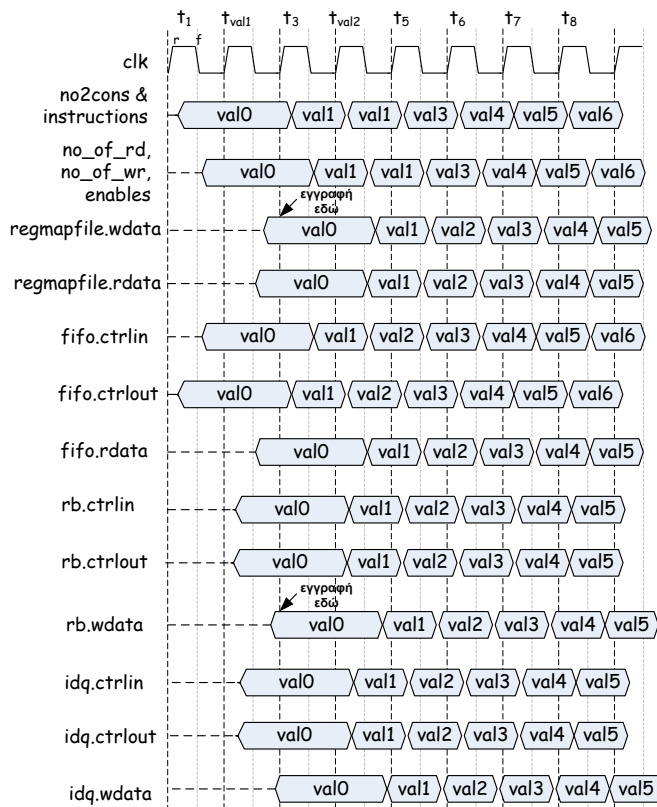 t1 tval1 t3 tval2 t5 t6 t7 t8
r f
clk
no2cons &
instructions
val0 val1 val1 val3 val4 val5 val6
no_of_rd,
no_of_wr,
enables
val0 val1 val1 val3 val4 val5 val6
εγγραφή
εδώ
regmapfile.wdata val0 val1 val2 val3 val4 val5
regmapfile.rdata val0 val1 val2 val3 val4 val5
fifo.ctrlin val0 val1 val2 val3 val4 val5 val6
fifo.ctrlout val0 val1 val2 val3 val4 val5 val6
fifo.rdata val0 val1 val2 val3 val4 val5
rb.ctrlin val0 val1 val2 val3 val4 val5
rb.ctrlout val0 val1 val2 val3 val4 val5
εγγραφή
εδώ
rb.wdata val0 val1 val2 val3 val4 val5
idq.ctrlin val0 val1 val2 val3 val4 val5
idq.ctrlout val0 val1 val2 val3 val4 val5
idq.wdata val0 val1 val2 val3 val4 val5